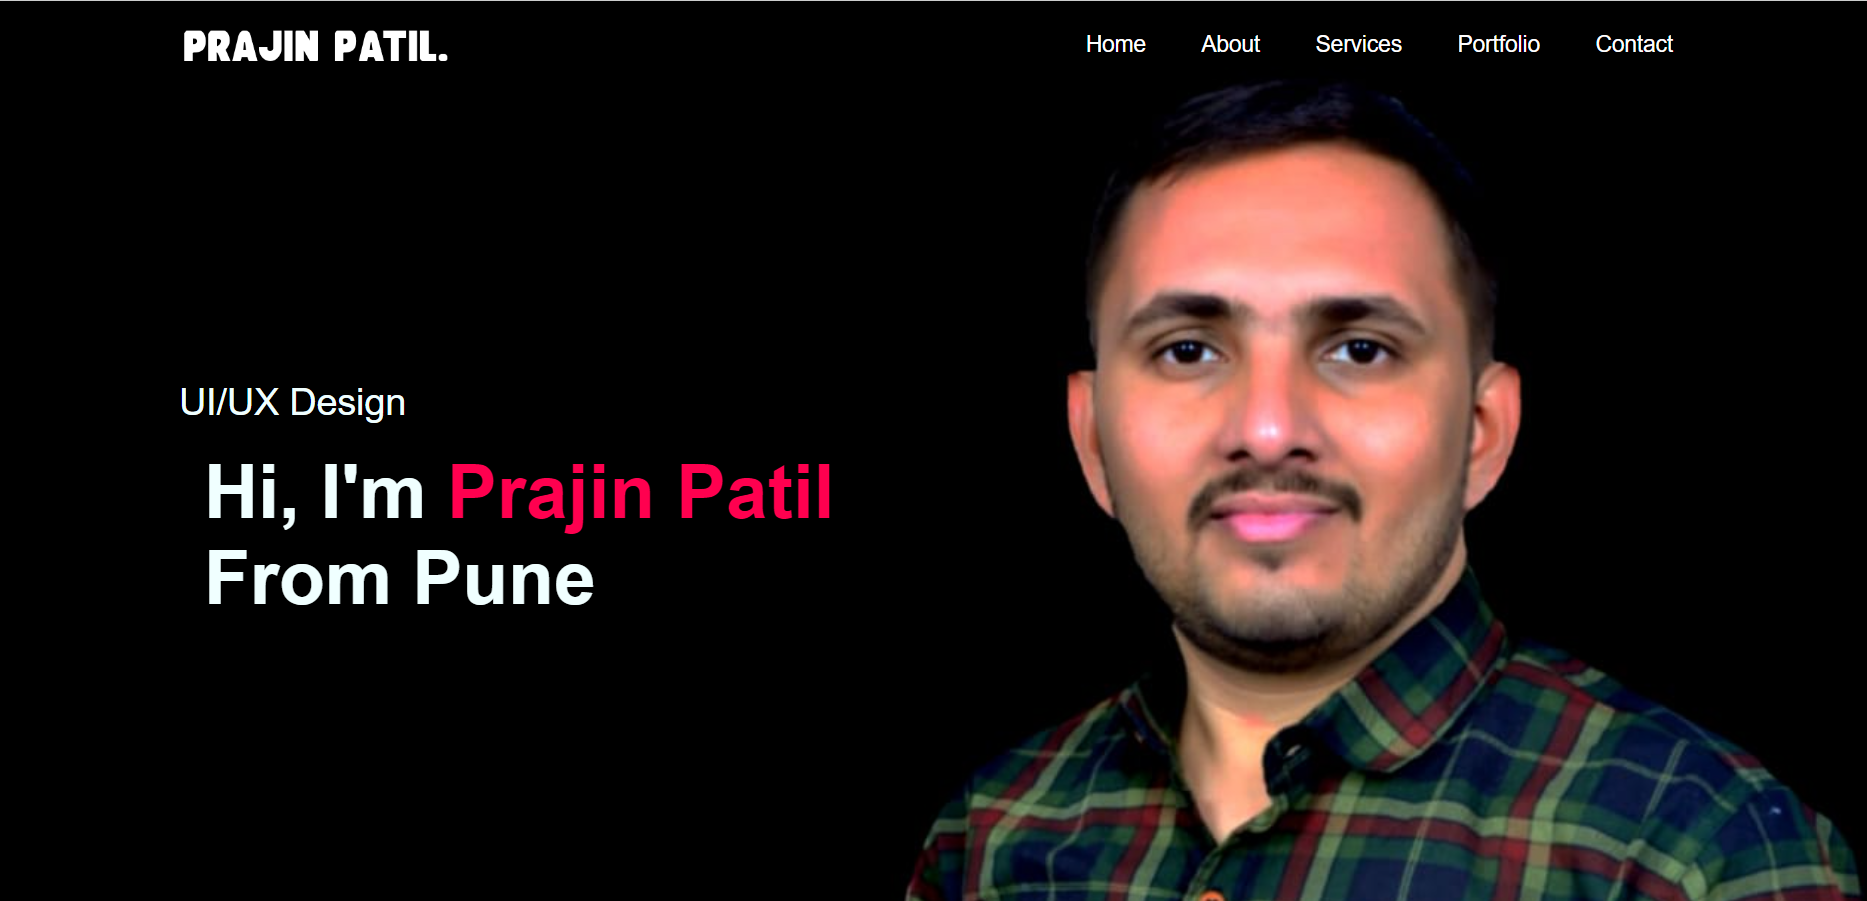 PRAJIN PATIL.
Home About Services Portfolio Contact
UI/UX Design
Hi, I'm Prajin Patil
From Pune